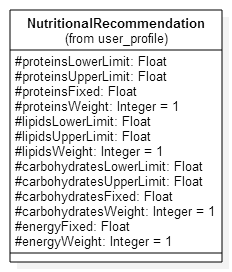 NutritionalRecommendation
(from user_profile)
#proteinsLowerLimit: Float
#proteinsUpperLimit: Float
#proteinsFixed: Float
#proteinsWeight: Integer = 1
#lipidsLowerLimit: Float
#lipidsUpperLimit: Float
#lipidsWeight: Integer = 1
#carbohydratesLowerLimit: Float
#carbohydratesUpperLimit: Float
#carbohydratesFixed: Float
#carbohydratesWeight: Integer = 1
#energyFixed: Float
#energyWeight: Integer = 1